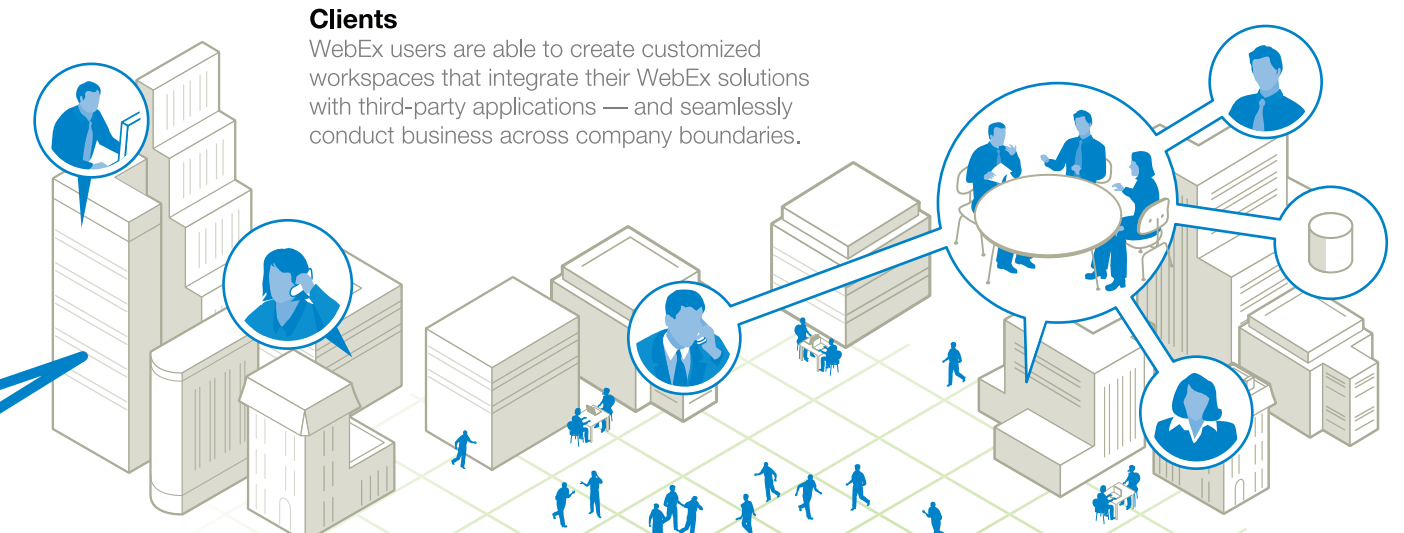 Clients
WebEx users are able to create customized
workspaces that integrate their WebEx solutions
with third-party applications — and seamlessly
conduct business across company boundaries.